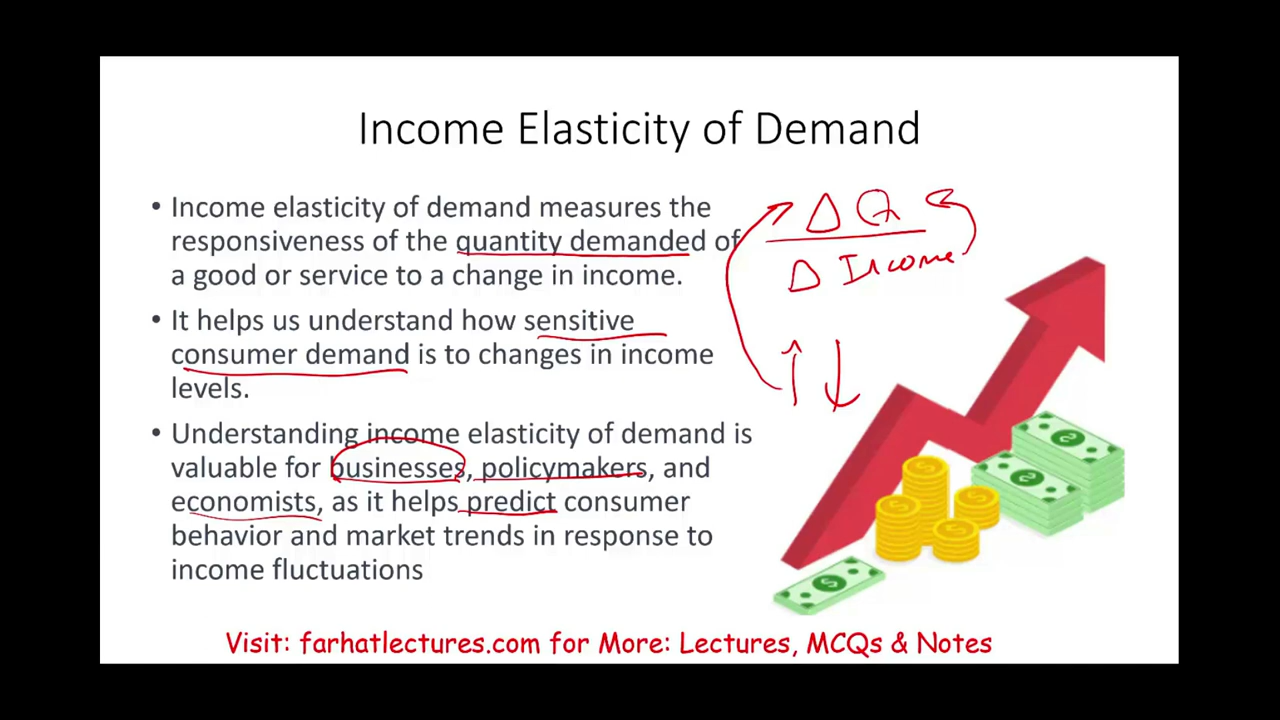 Income Elasticity of Demand
• Income elasticity of demand measures the
responsiveness of the quantity demanded of
a good or service to a change in income.
• It helps us understand how sensitive
consumer demand is to changes in income
levels.
• Understanding income elasticity of demand is
valuable for businesses, policymakers, and
economists, as it helps predict consumer
behavior and market trends in response to
income fluctuations
Δ Q
Δ Income
Visit: farhatlectures.com for More: Lectures, MCQs & Notes